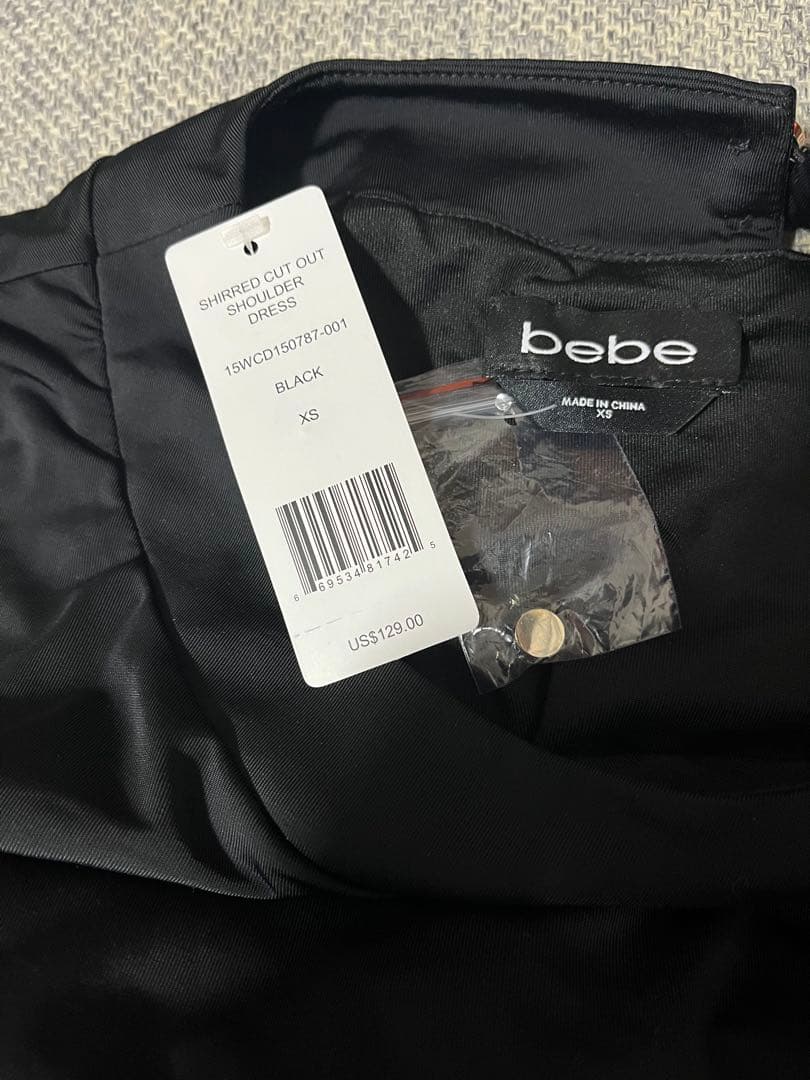 SHIRRED CUT OUT
SHOULDER
DRESS
15WCD150787-001
BLACK
XS
6 69534 81742 5
US$129.00
bebe
MADE IN CHINA
XS